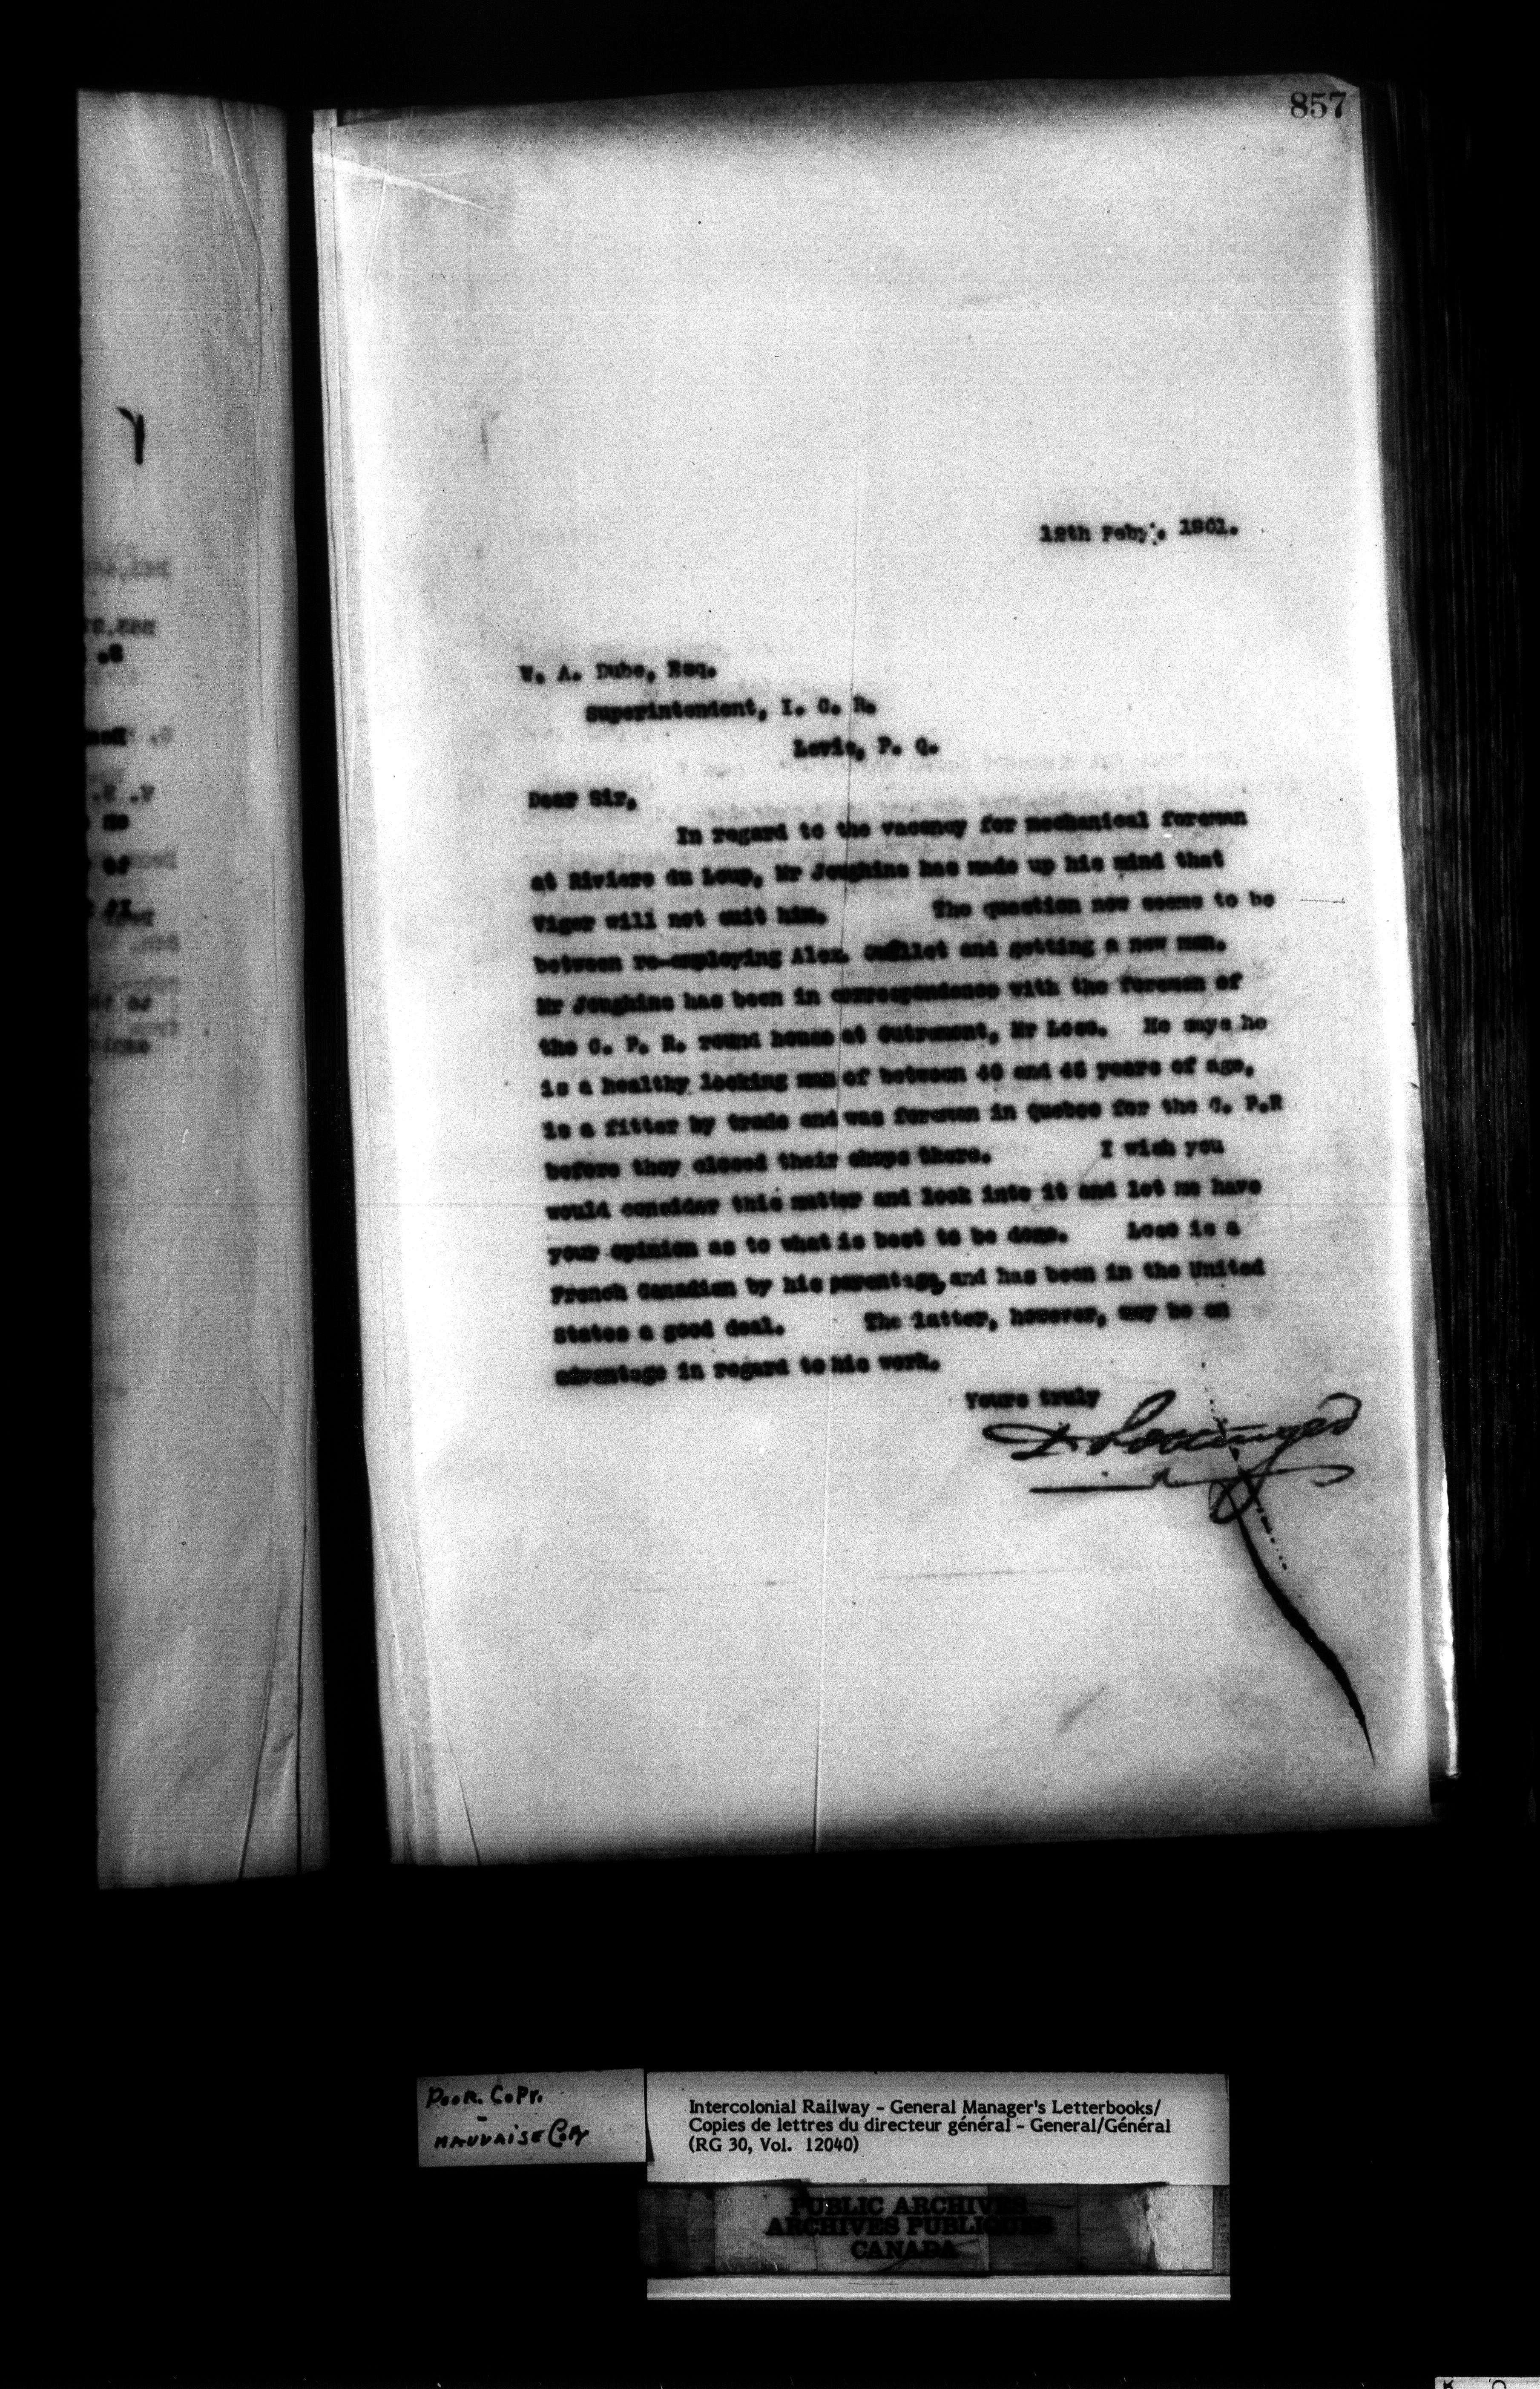 857
12th Feby. 1901.
W. A. Dube, Esq.
Superintendent, I. C. R.
Levis, P. Q.
Dear Sir,
In regard to the vacancy for mechanical foreman
at Riviere du Loup, Mr Joughins has made up his mind that
Viger will not suit him. The question now seems to be
between re-employing Alex. and getting a new man.
Mr Joughins has been in correspondence with the foreman of
the C. P. R. round house at Outremont, Mr He says he
is a healthy looking man of between 40 and 45 years of age,
is a fitter by trade and was foreman in Quebec for the C. P.R
before they closed their shops there. I wish you
would consider this matter and look into it and let me have
your opinion as to what is best to be done. is a
French Canadian by his parentage, and has been in the United
States a good deal. The latter, however, may be an
advantage in regard to his work.
Yours truly
D. Pottinger
POOR. COPY.
-
MAUVAISE COPY
Intercolonial Railway - General Manager's Letterbooks/
Copies de lettres du directeur général - General/Général
(RG 30, Vol. 12040)
PUBLIC ARCHIVES
ARCHIVES PUBLIQUES
CANADA